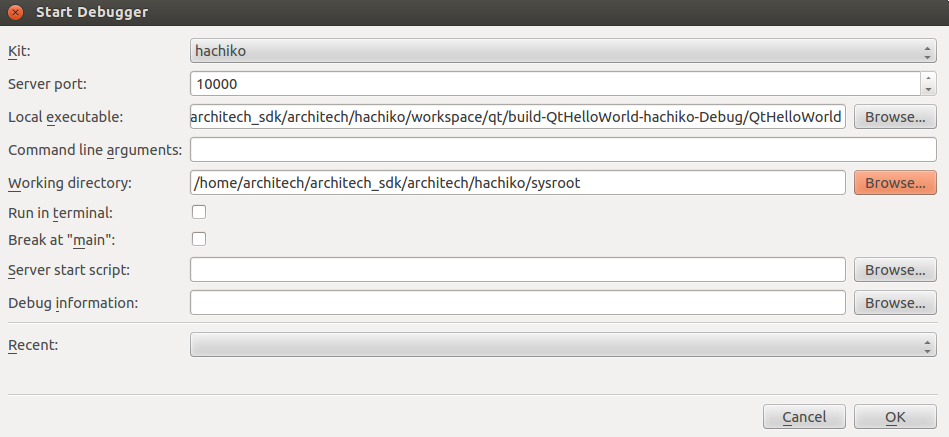 Start Debugger
Kit: hachiko
Server port: 10000
Local executable: architech_sdk/architech/hachiko/workspace/qt/build-QtHelloWorld-hachiko-Debug/QtHelloWorld Browse...
Command line arguments:
Working directory: /home/architech/architech_sdk/architech/hachiko/sysroot Browse...
Run in terminal:
Break at "main":
Server start script: Browse...
Debug information: Browse...
Recent:
Cancel OK